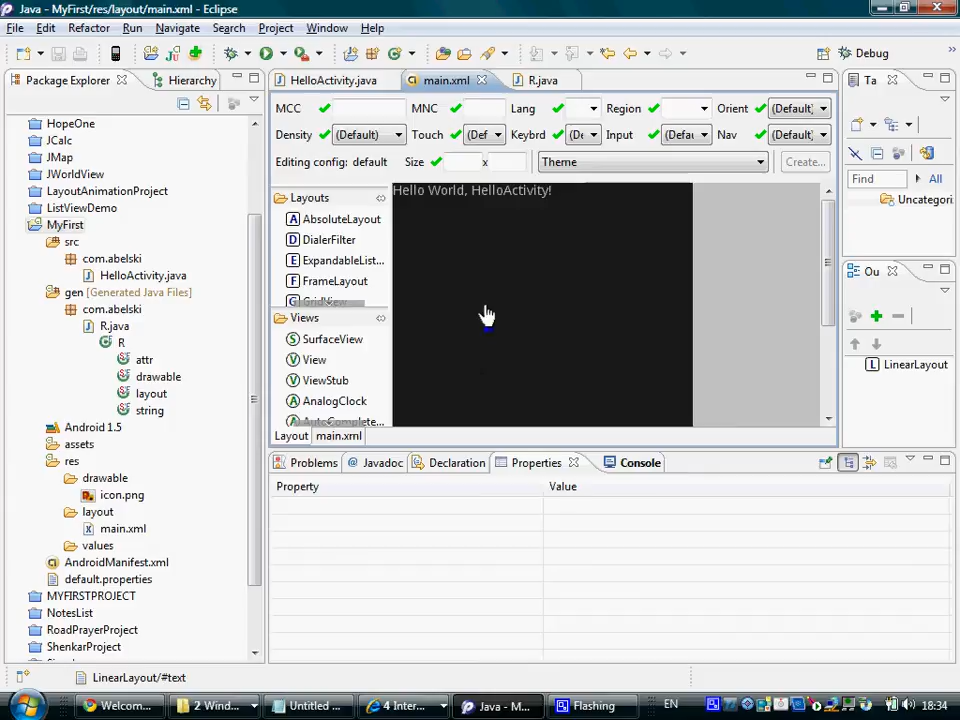 Java - MyFirst/res/layout/main.xml - Eclipse
File Edit Refactor Run Navigate Search Project Window Help
Debug
Package Explorer Hierarchy
HelloActivity.java main.xml R.java
Ta
MCC MNC Lang Region Orient (Default)
Density (Default) Touch (Def Keybrd (De Input (Defau Nav (Default)
Editing config: default Size x Theme Create...
Find All
Uncategori
HopeOne
JCalc
JMap
JWorldView
LayoutAnimationProject
ListViewDemo
MyFirst
src
com.abelski
HelloActivity.java
gen [Generated Java Files]
com.abelski
R.java
R
attr
drawable
layout
string
Android 1.5
assets
res
drawable
icon.png
layout
main.xml
values
AndroidManifest.xml
default.properties
MYFIRSTPROJECT
NotesList
RoadPrayerProject
ShenkarProject
Layouts
AbsoluteLayout
DialerFilter
ExpandableList...
FrameLayout
GridView
Views
SurfaceView
View
ViewStub
AnalogClock
AutoComplete...
Hello World, HelloActivity!
Layout main.xml
Ou
LinearLayout
Problems Javadoc Declaration Properties Console
Property Value
LinearLayout/#text
Welcom... 2 Window... Untitled ... 4 Inter... Java - M... Flashing EN 18:34